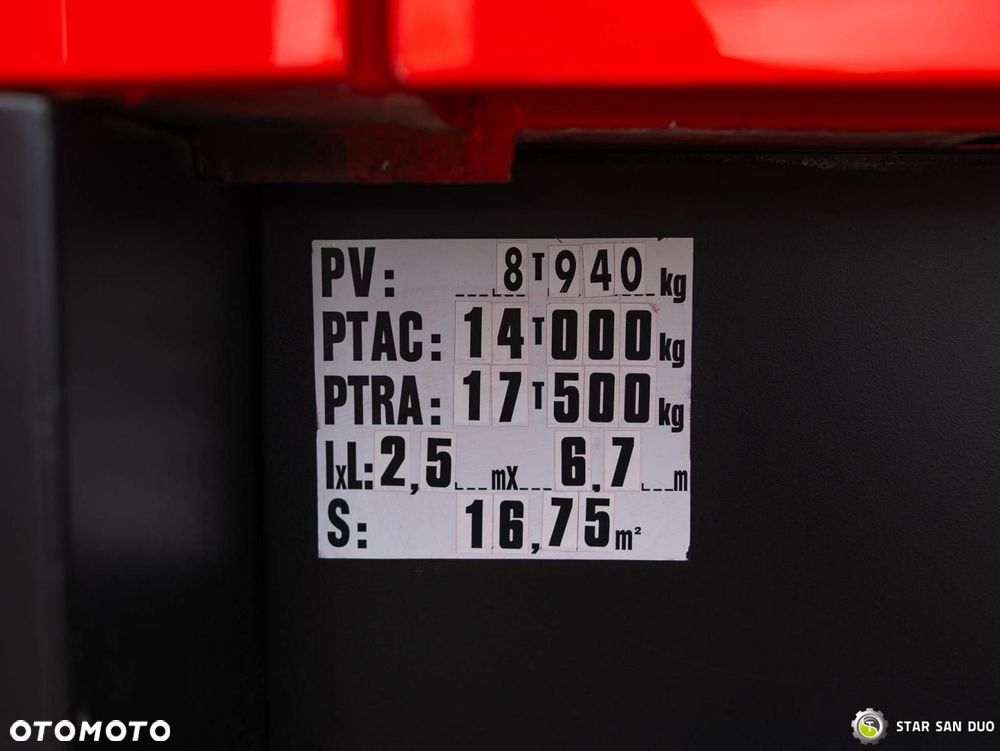 PV: 8T940 kg
PTAC: 14T000 kg
PTRA: 17T500 kg
lxL: 2,5 mX 6,7 m
S: 16,75 m²
OTOMOTO
STAR SAN DUO